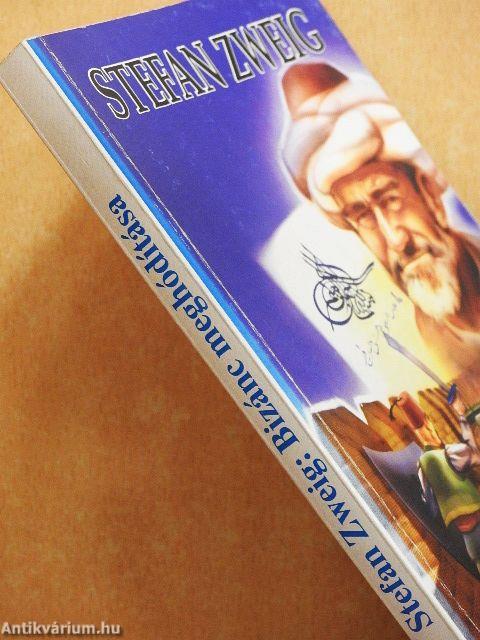 STEFAN ZWEIG
Stefan Zweig: Bizánc meghódítása
Antikvárium.hu